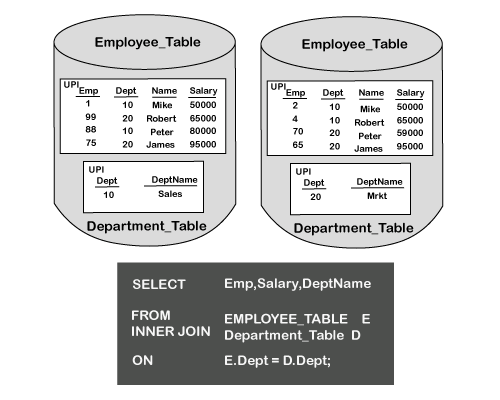 Employee_Table
UPI
Emp Dept Name Salary
1 10 Mike 50000
99 20 Robert 65000
88 10 Peter 80000
75 20 James 95000
UPI
Dept DeptName
10 Sales
Department_Table
Employee_Table
UPI
Emp Dept Name Salary
2 10 Mike 50000
4 10 Robert 65000
70 20 Peter 59000
65 20 James 95000
UPI
Dept DeptName
20 Mrkt
Department_Table
SELECT Emp,Salary,DeptName
FROM EMPLOYEE_TABLE E
INNER JOIN Department_Table D
ON E.Dept = D.Dept;